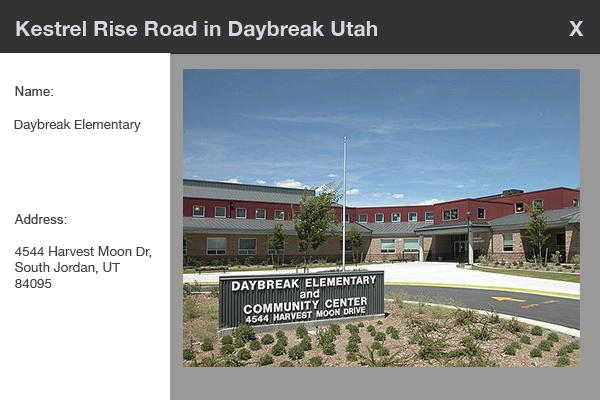 Kestrel Rise Road in Daybreak Utah
X
Name:
Daybreak Elementary
Address:
4544 Harvest Moon Dr,
South Jordan, UT
84095
DAYBREAK ELEMENTARY
and
COMMUNITY CENTER
4544 HARVEST MOON DRIVE